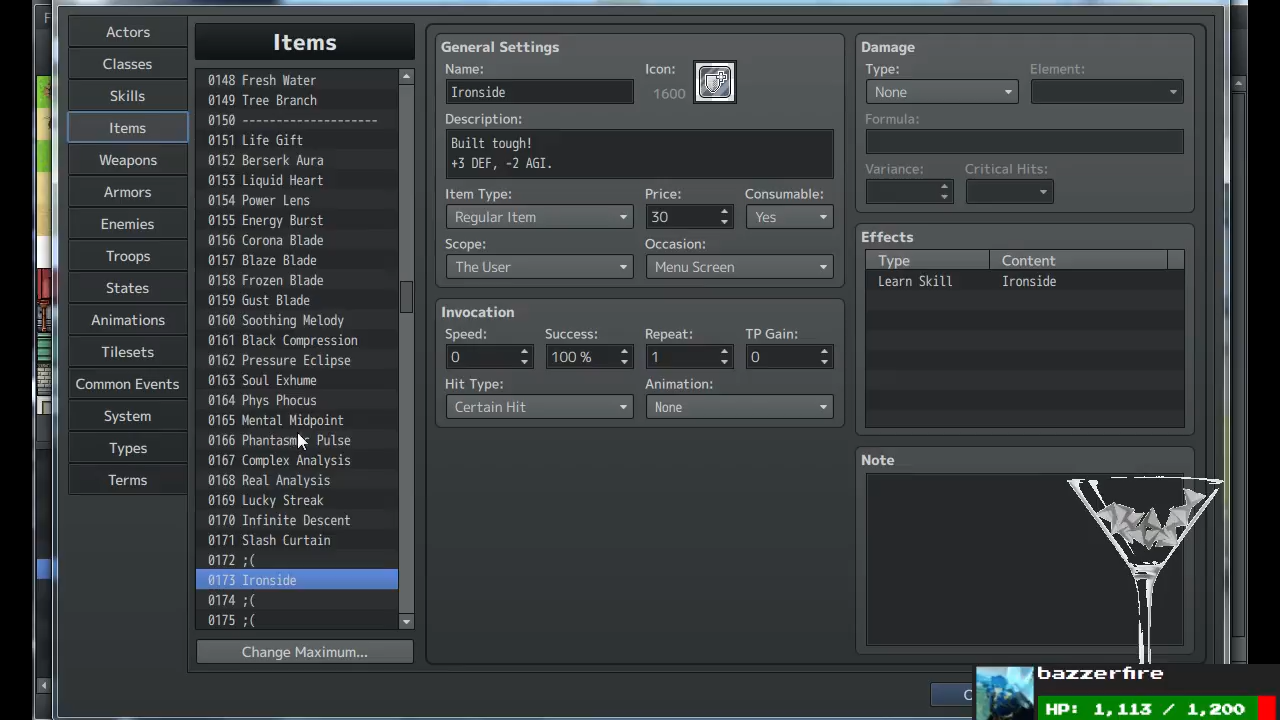 F
Actors
Classes
Skills
Items
Weapons
Armors
Enemies
Troops
States
Animations
Tilesets
Common Events
System
Types
Terms
Items
0148 Fresh Water
0149 Tree Branch
0150 --------------------
0151 Life Gift
0152 Berserk Aura
0153 Liquid Heart
0154 Power Lens
0155 Energy Burst
0156 Corona Blade
0157 Blaze Blade
0158 Frozen Blade
0159 Gust Blade
0160 Soothing Melody
0161 Black Compression
0162 Pressure Eclipse
0163 Soul Exhume
0164 Phys Phocus
0165 Mental Midpoint
0166 Phantasmic Pulse
0167 Complex Analysis
0168 Real Analysis
0169 Lucky Streak
0170 Infinite Descent
0171 Slash Curtain
0172 ;(
0173 Ironside
0174 ;(
0175 ;(
Change Maximum...
General Settings
Name:
Icon:
Ironside
1600
Description:
Built tough!
+3 DEF, -2 AGI.
Item Type:
Price:
Consumable:
Regular Item
30
Yes
Scope:
Occasion:
The User
Menu Screen
Invocation
Speed:
Success:
Repeat:
TP Gain:
0
100 %
1
0
Hit Type:
Animation:
Certain Hit
None
Damage
Type:
Element:
None
Formula:
Variance:
Critical Hits:
Effects
Type
Content
Learn Skill
Ironside
Note
bazzerfire
HP: 1,113 / 1,200